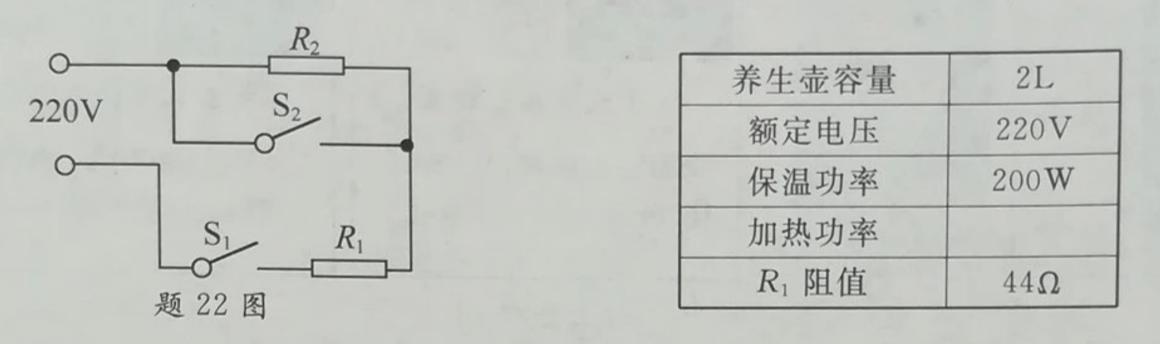 R₂
220V
S₂
S₁
R₁
题 22 图
养生壶容量 2L
额定电压 220V
保温功率 200W
加热功率
R₁ 阻值 44Ω